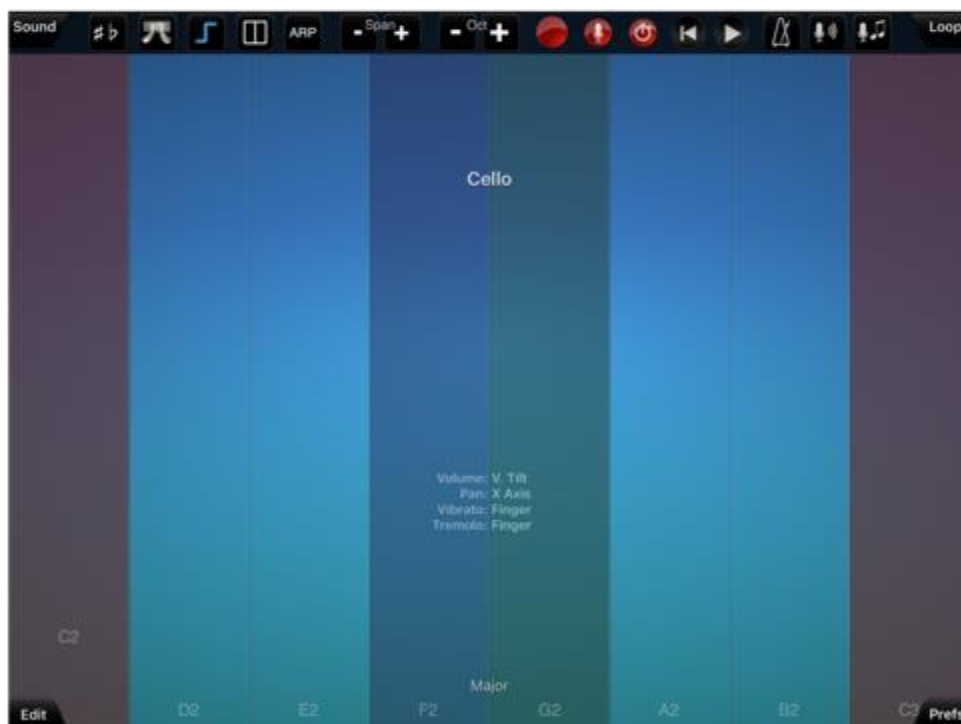 Sound ♯♭ ARP - Span + - Oct + Loop
Cello
Volume: V. Tilt
Pan: X Axis
Vibrato: Finger
Tremolo: Finger
C2
Major
D2 E2 F2 G2 A2 B2 C3
Edit Prefs